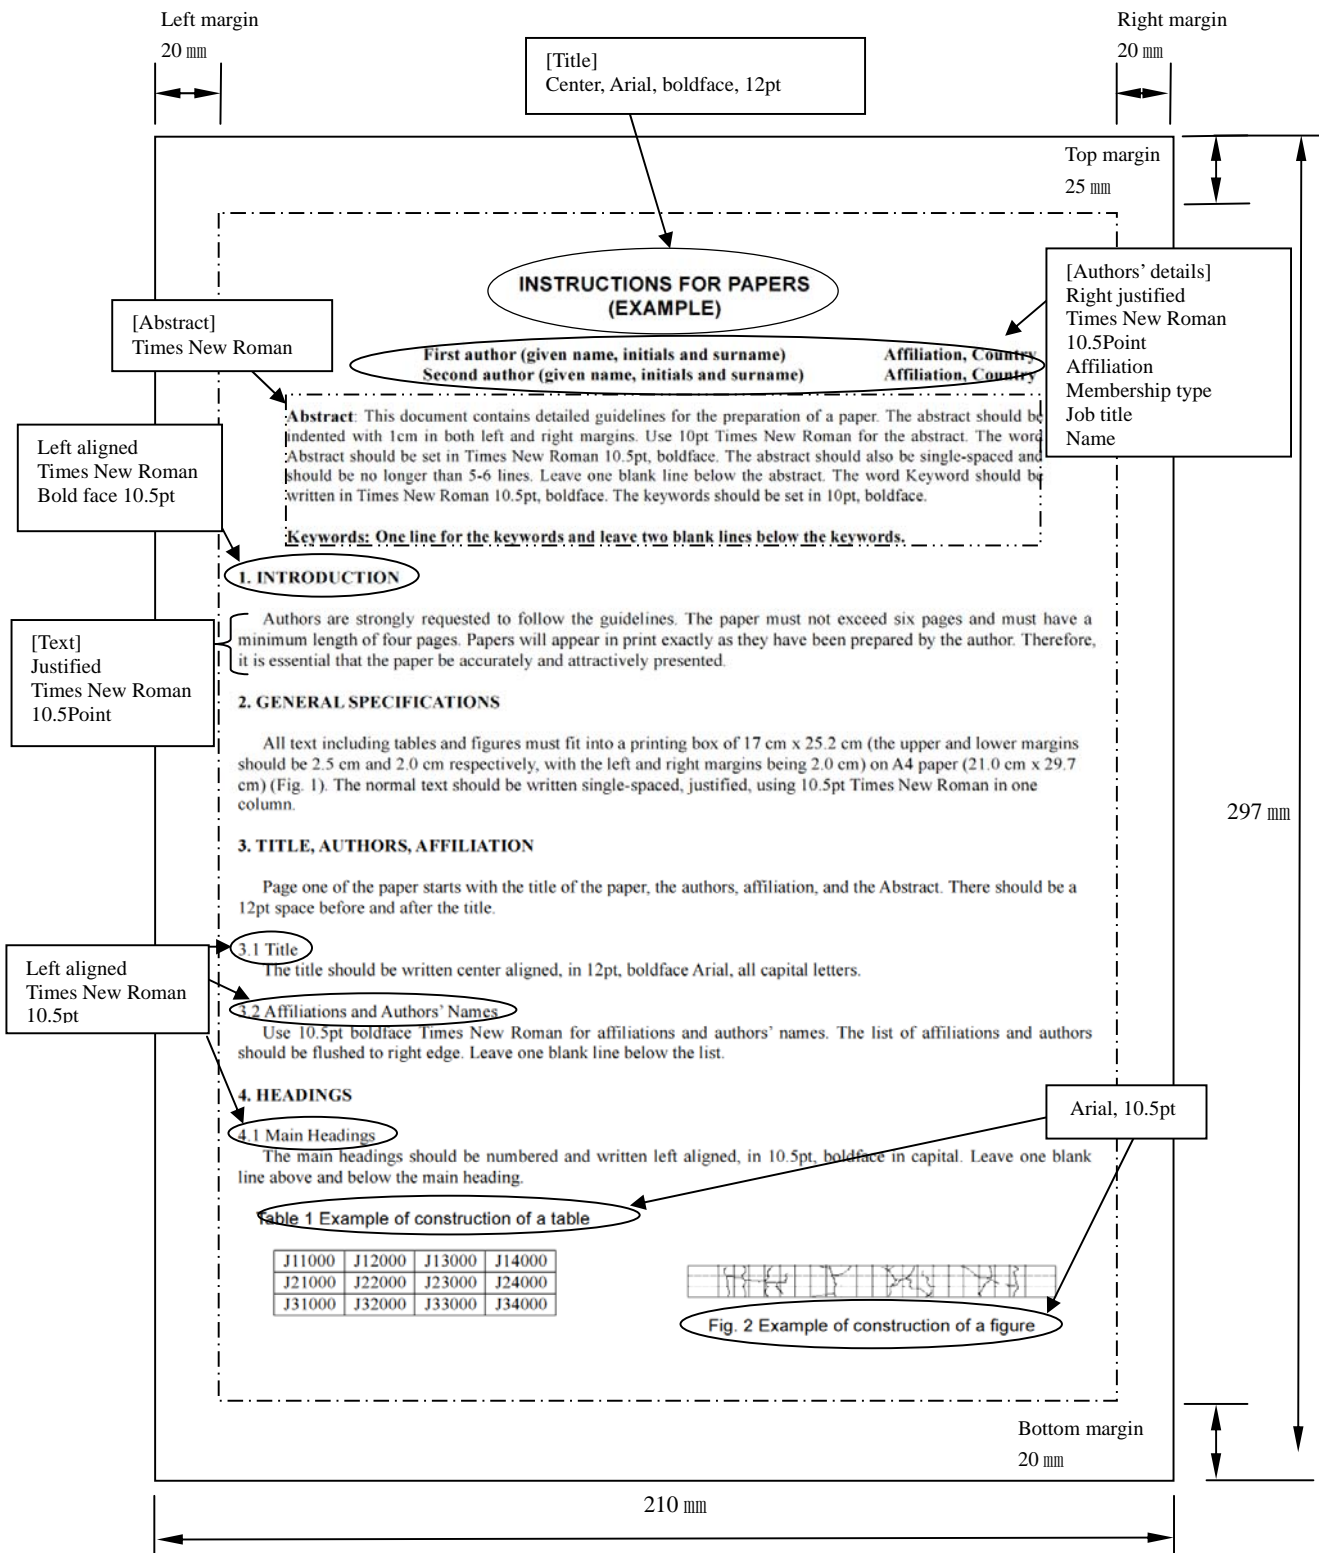 Left margin
20 ㎜
Right margin
20 ㎜
[Title]
Center, Arial, boldface, 12pt
Top margin
25 ㎜
INSTRUCTIONS FOR PAPERS
(EXAMPLE)
[Authors’ details]
Right justified
Times New Roman
10.5Point
Affiliation
Membership type
Job title
Name
[Abstract]
Times New Roman
First author (given name, initials and surname) Affiliation, Country
Second author (given name, initials and surname) Affiliation, Country
Abstract: This document contains detailed guidelines for the preparation of a paper. The abstract should be
indented with 1cm in both left and right margins. Use 10pt Times New Roman for the abstract. The word
Abstract should be set in Times New Roman 10.5pt, boldface. The abstract should also be single-spaced and
should be no longer than 5-6 lines. Leave one blank line below the abstract. The word Keyword should be
written in Times New Roman 10.5pt, boldface. The keywords should be set in 10pt, boldface.
Keywords: One line for the keywords and leave two blank lines below the keywords.
Left aligned
Times New Roman
Bold face 10.5pt
1. INTRODUCTION
Authors are strongly requested to follow the guidelines. The paper must not exceed six pages and must have a
minimum length of four pages. Papers will appear in print exactly as they have been prepared by the author. Therefore,
it is essential that the paper be accurately and attractively presented.
[Text]
Justified
Times New Roman
10.5Point
2. GENERAL SPECIFICATIONS
All text including tables and figures must fit into a printing box of 17 cm x 25.2 cm (the upper and lower margins
should be 2.5 cm and 2.0 cm respectively, with the left and right margins being 2.0 cm) on A4 paper (21.0 cm x 29.7
cm) (Fig. 1). The normal text should be written single-spaced, justified, using 10.5pt Times New Roman in one
column.
297 ㎜
3. TITLE, AUTHORS, AFFILIATION
Page one of the paper starts with the title of the paper, the authors, affiliation, and the Abstract. There should be a
12pt space before and after the title.
3.1 Title
The title should be written center aligned, in 12pt, boldface Arial, all capital letters.
Left aligned
Times New Roman
10.5pt
3.2 Affiliations and Authors’ Names
Use 10.5pt boldface Times New Roman for affiliations and authors’ names. The list of affiliations and authors
should be flushed to right edge. Leave one blank line below the list.
4. HEADINGS
4.1 Main Headings
The main headings should be numbered and written left aligned, in 10.5pt, boldface in capital. Leave one blank
line above and below the main heading.
Arial, 10.5pt
Table 1 Example of construction of a table
J11000 J12000 J13000 J14000
J21000 J22000 J23000 J24000
J31000 J32000 J33000 J34000
Fig. 2 Example of construction of a figure
Bottom margin
20 ㎜
210 ㎜